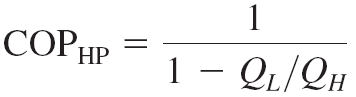 COP_HP = 1 / (1 − Q_L/Q_H)